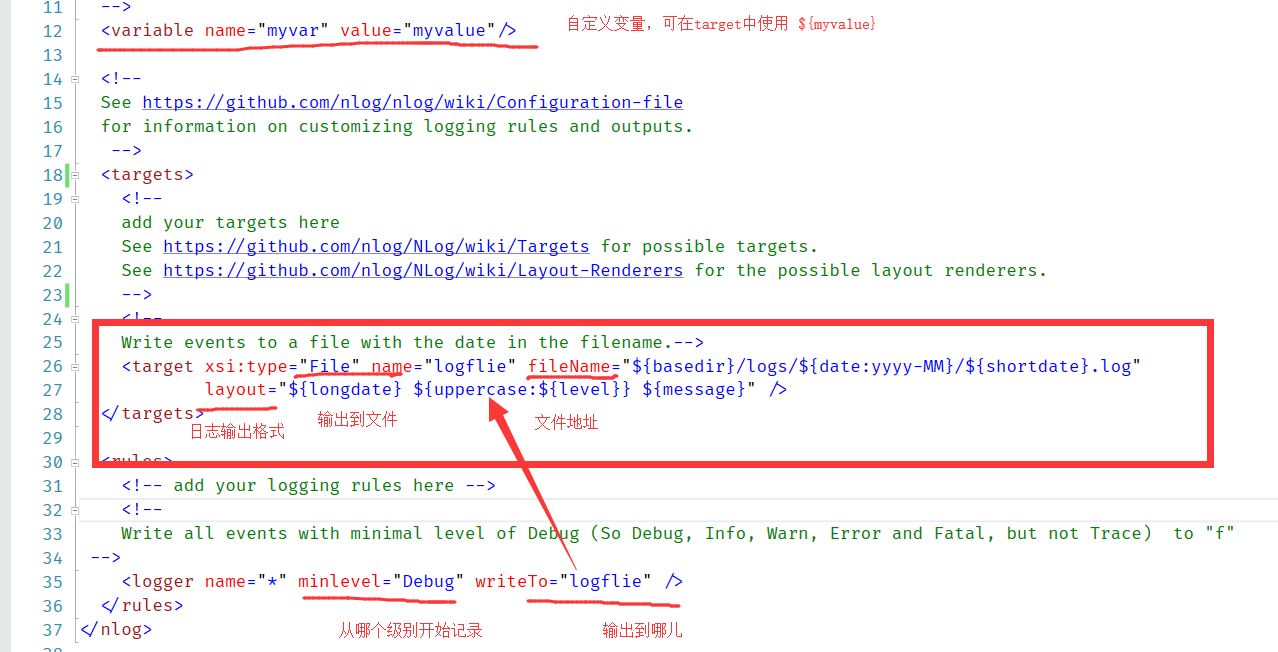 11 -->
12 <variable name="myvar" value="myvalue"/> 自定义变量，可在target中使用 ${myvalue}
13
14 <!--
15 See https://github.com/nlog/nlog/wiki/Configuration-file
16 for information on customizing logging rules and outputs.
17 -->
18 <targets>
19 <!--
20 add your targets here
21 See https://github.com/nlog/NLog/wiki/Targets for possible targets.
22 See https://github.com/nlog/NLog/wiki/Layout-Renderers for the possible layout renderers.
23 -->
24 <!--
25 Write events to a file with the date in the filename.-->
26 <target xsi:type="File" name="logflie" fileName="${basedir}/logs/${date:yyyy-MM}/${shortdate}.log"
27 layout="${longdate} ${uppercase:${level}} ${message}" />
28 </targets>
日志输出格式 输出到文件 文件地址
29
30 <rules>
31 <!-- add your logging rules here -->
32 <!--
33 Write all events with minimal level of Debug (So Debug, Info, Warn, Error and Fatal, but not Trace)  to "f"
34 -->
35 <logger name="*" minlevel="Debug" writeTo="logflie" />
36 </rules>
37 </nlog>
从哪个级别开始记录 输出到哪儿